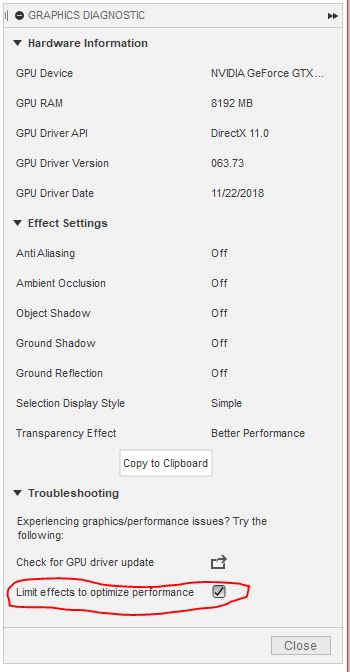 GRAPHICS DIAGNOSTIC
Hardware Information
GPU Device NVIDIA GeForce GTX ...
GPU RAM 8192 MB
GPU Driver API DirectX 11.0
GPU Driver Version 063.73
GPU Driver Date 11/22/2018
Effect Settings
Anti Aliasing Off
Ambient Occlusion Off
Object Shadow Off
Ground Shadow Off
Ground Reflection Off
Selection Display Style Simple
Transparency Effect Better Performance
Copy to Clipboard
Troubleshooting
Experiencing graphics/performance issues? Try the
following:
Check for GPU driver update
Limit effects to optimize performance
Close